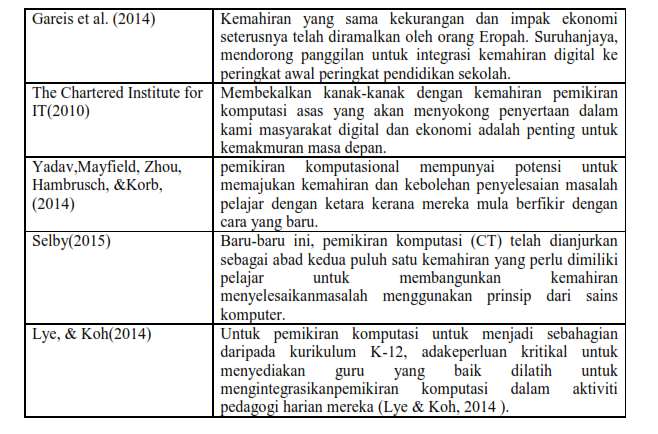 Gareis et al. (2014)
Kemahiran yang sama kekurangan dan impak ekonomi
seterusnya telah diramalkan oleh orang Eropah. Suruhanjaya,
mendorong panggilan untuk integrasi kemahiran digital ke
peringkat awal peringkat pendidikan sekolah.
The Chartered Institute for
IT(2010)
Membekalkan kanak-kanak dengan kemahiran pemikiran
komputasi asas yang akan menyokong penyertaan dalam
kami masyarakat digital dan ekonomi adalah penting untuk
kemakmuran masa depan.
Yadav,Mayfield, Zhou,
Hambrusch, &Korb,
(2014)
pemikiran komputasional mempunyai potensi untuk
memajukan kemahiran dan kebolehan penyelesaian masalah
pelajar dengan ketara kerana mereka mula berfikir dengan
cara yang baru.
Selby(2015)
Baru-baru ini, pemikiran komputasi (CT) telah dianjurkan
sebagai abad kedua puluh satu kemahiran yang perlu dimiliki
pelajar untuk membangunkan kemahiran
menyelesaikanmasalah menggunakan prinsip dari sains
komputer.
Lye, & Koh(2014)
Untuk pemikiran komputasi untuk menjadi sebahagian
daripada kurikulum K-12, adakeperluan kritikal untuk
menyediakan guru yang baik dilatih untuk
mengintegrasikanpemikiran komputasi dalam aktiviti
pedagogi harian mereka (Lye & Koh, 2014 ).